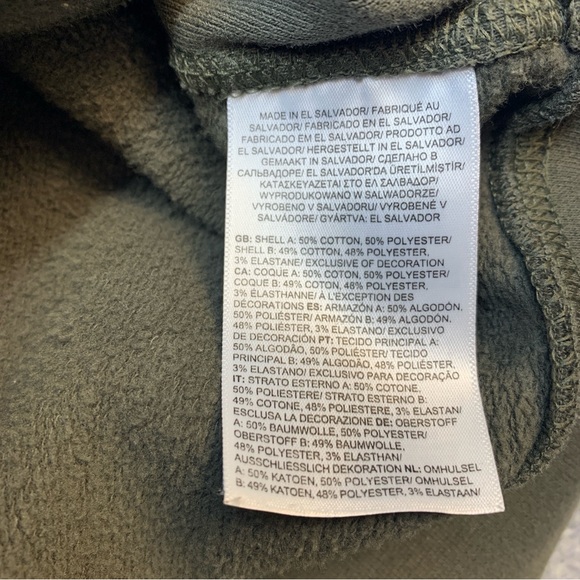 MADE IN EL SALVADOR/ FABRIQUÉ AU
SALVADOR/ FABRICADO EN EL SALVADOR/
FABRICADO EM EL SALVADOR/ PRODOTTO AD
EL SALVADOR/ HERGESTELLT IN EL SALVADOR/
GEMAAKT IN SALVADOR/ СДЕЛАНО В
САЛЬВАДОРЕ/ EL SALVADOR'DA ÜRETİLMİŞTİR/
ΚΑΤΑΣΚΕΥΑΖΕΤΑΙ ΣΤΟ ΕΛ ΣΑΛΒΑΔΟΡ/
WYPRODUKOWANO W SALWADORZE/
VYROBENO V SALVADORU/ VYROBENÉ V
SALVADORE/ GYÁRTVA: EL SALVADOR
GB: SHELL A: 50% COTTON, 50% POLYESTER/
SHELL B: 49% COTTON, 48% POLYESTER,
3% ELASTANE/ EXCLUSIVE OF DECORATION
CA: COQUE A: 50% COTON, 50% POLYESTER/
COQUE B: 49% COTON, 48% POLYESTER,
3% ÉLASTHANNE/ À L'EXCEPTION DES
DÉCORATIONS ES: ARMAZÓN A: 50% ALGODÓN,
50% POLIÉSTER/ ARMAZÓN B: 49% ALGODÓN,
48% POLIÉSTER, 3% ELASTANO/ EXCLUSIVO
DE DECORACIÓN PT: TECIDO PRINCIPAL A:
50% ALGODÃO, 50% POLIÉSTER/ TECIDO
PRINCIPAL B: 49% ALGODÃO, 48% POLIÉSTER,
3% ELASTANO/ EXCLUSIVO PARA DECORAÇÃO
IT: STRATO ESTERNO A: 50% COTONE,
50% POLIESTERE/ STRATO ESTERNO B:
49% COTONE, 48% POLIESTERE, 3% ELASTAN/
ESCLUSA LA DECORAZIONE DE: OBERSTOFF
A: 50% BAUMWOLLE, 50% POLYESTER/
OBERSTOFF B: 49% BAUMWOLLE,
48% POLYESTER, 3% ELASTHAN/
AUSSCHLIESSLICH DEKORATION NL: OMHULSEL
A: 50% KATOEN, 50% POLYESTER/ OMHULSEL
B: 49% KATOEN, 48% POLYESTER, 3% ELASTAAN/